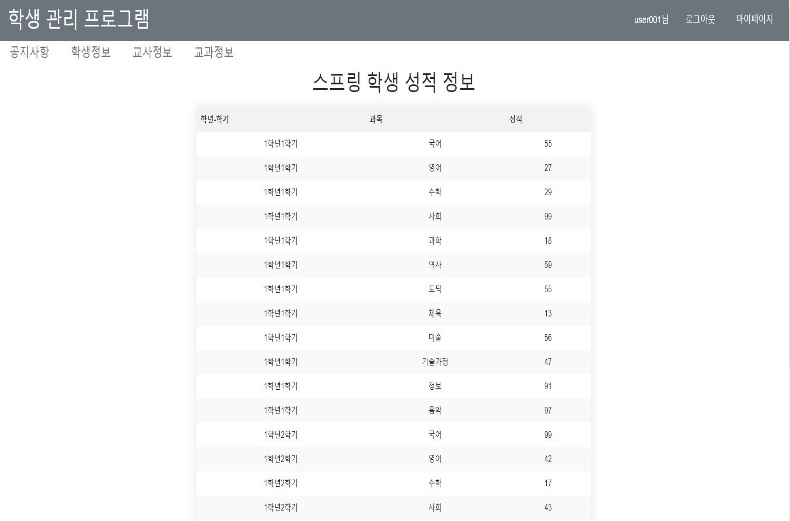 학생 관리 프로그램
user001님 로그아웃 마이페이지
공지사항 학생정보 교사정보 교과정보
스프링 학생 성적 정보
학년-학기 과목 성적
1학년1학기 국어 55
1학년1학기 영어 27
1학년1학기 수학 29
1학년1학기 사회 99
1학년1학기 과학 18
1학년1학기 역사 59
1학년1학기 도덕 55
1학년1학기 체육 13
1학년1학기 미술 56
1학년1학기 기술가정 47
1학년1학기 정보 91
1학년1학기 음악 97
1학년2학기 국어 99
1학년2학기 영어 42
1학년2학기 수학 17
1학년2학기 사회 43